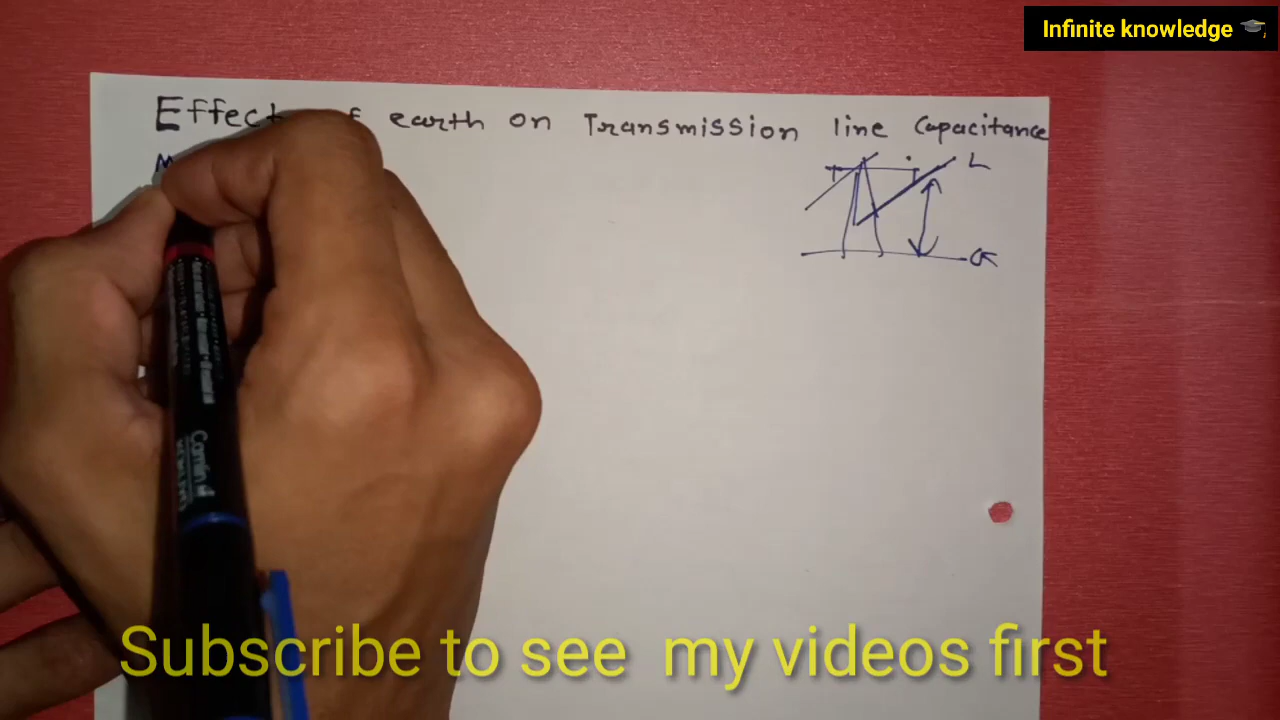 Infinite knowledge 🎓
Effect of earth on Transmission line Capacitance
L
Subscribe to see my videos first